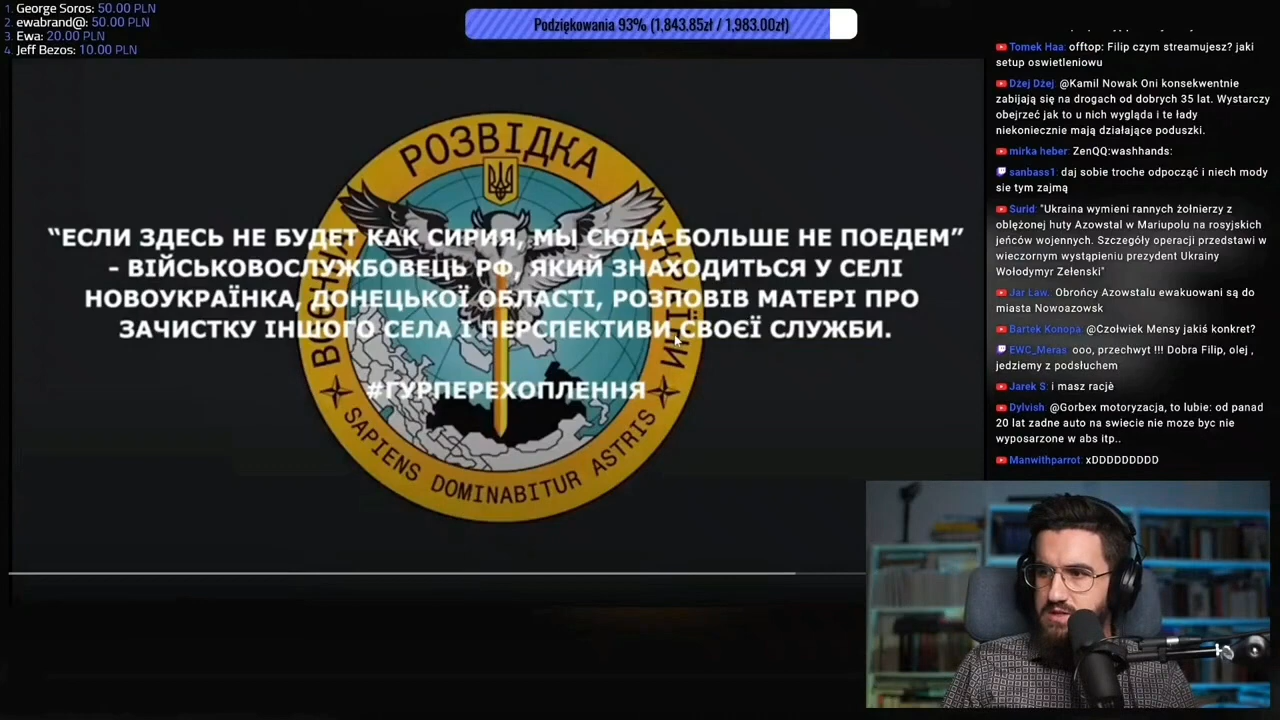 1. George Soros: 50.00 PLN
2. ewabrand@: 50.00 PLN
3. Ewa: 20.00 PLN
4. Jeff Bezos: 10.00 PLN
Podziękowania 93% (1,843.85zł / 1,983.00zł)
РОЗВІДКА
“ЕСЛИ ЗДЕСЬ НЕ БУДЕТ КАК СИРИЯ, МЫ СЮДА БОЛЬШЕ НЕ ПОЕДЕМ”
- ВІЙСЬКОВОСЛУЖБОВЕЦЬ РФ, ЯКИЙ ЗНАХОДИТЬСЯ У СЕЛІ
НОВОУКРАЇНКА, ДОНЕЦЬКОЇ ОБЛАСТІ, РОЗПОВІВ МАТЕРІ ПРО
ЗАЧИСТКУ ІНШОГО СЕЛА І ПЕРСПЕКТИВИ СВОЄЇ СЛУЖБИ.
#ГУРПЕРЕХОПЛЕННЯ
SAPIENS DOMINABITUR ASTRIS
Tomek Haa: offtop: Filip czym streamujesz? jaki
setup oswietleniowu
Dżej Dżej: @Kamil Nowak Oni konsekwentnie
zabijają się na drogach od dobrych 35 lat. Wystarczy
obejrzeć jak to u nich wygląda i te łady
niekoniecznie mają działające poduszki.
mirka heber: ZenQQ:washhands:
sanbass1: daj sobie troche odpocząć i niech mody
sie tym zajmą
Surid: "Ukraina wymieni rannych żołnierzy z
oblężonej huty Azowstal w Mariupolu na rosyjskich
jeńców wojennych. Szczegóły operacji przedstawi w
wieczornym wystąpieniu prezydent Ukrainy
Wołodymyr Zełenski"
Jar Law: Obrońcy Azowstalu ewakuowani są do
miasta Nowoazowsk
Bartek Konopa: @Czołwiek Mensy jakiś konkret?
EWC_Meras: ooo, przechwyt !!! Dobra Filip, olej ,
jedziemy z podsłuchem
Jarek S: i masz racjè
Dylvish @Gorbex motoryzacja, to lubie: od panad
20 lat zadne auto na swiecie nie moze byc nie
wyposarzone w abs itp..
Manwithparrot: xDDDDDDDDD